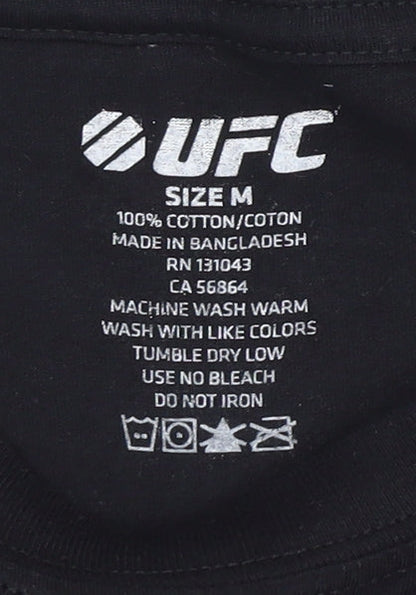 UFC
SIZE M
100% COTTON/COTON
MADE IN BANGLADESH
RN 131043
CA 56864
MACHINE WASH WARM
WASH WITH LIKE COLORS
TUMBLE DRY LOW
USE NO BLEACH
DO NOT IRON